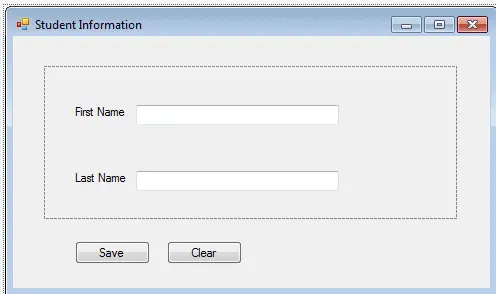 Student Information
First Name
Last Name
Save Clear